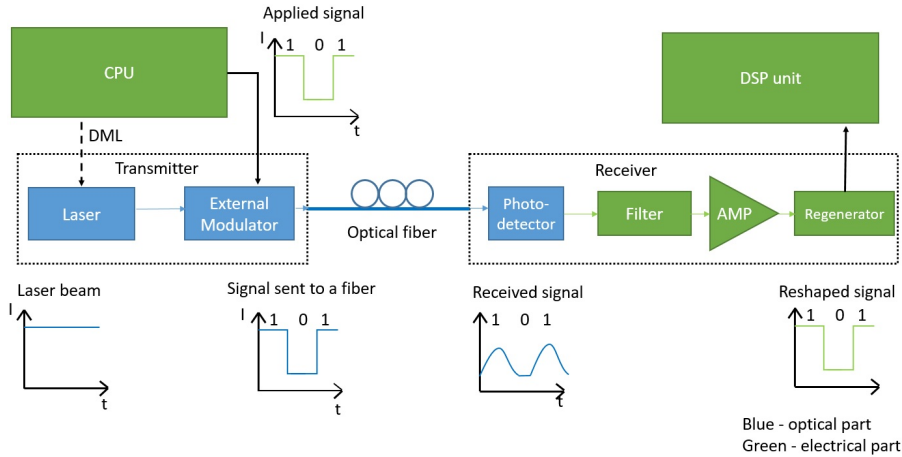 Applied signal
I
1 0 1
t
CPU
DSP unit
DML
Transmitter
Receiver
Laser
External
Modulator
Optical fiber
Photo-
detector
Filter
AMP
Regenerator
Laser beam
I
t
Signal sent to a fiber
I
1 0 1
t
Received signal
1 0 1
t
Reshaped signal
1 0 1
Blue - optical part
Green - electrical part